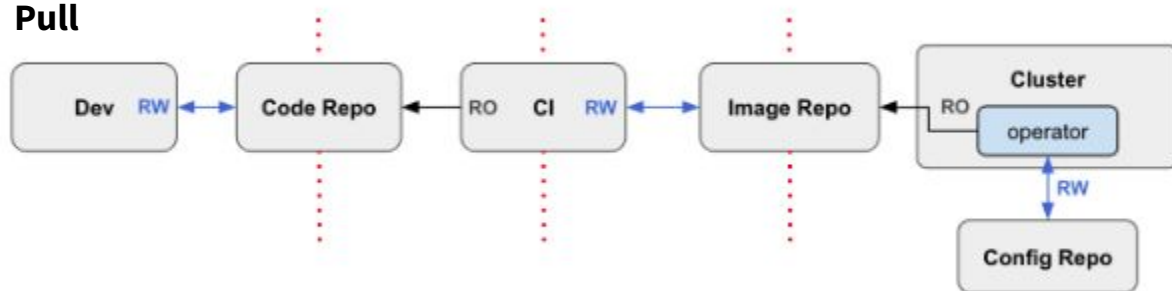 Pull
Dev RW
Code Repo
RO CI RW
Image Repo
Cluster
RO
operator
RW
Config Repo